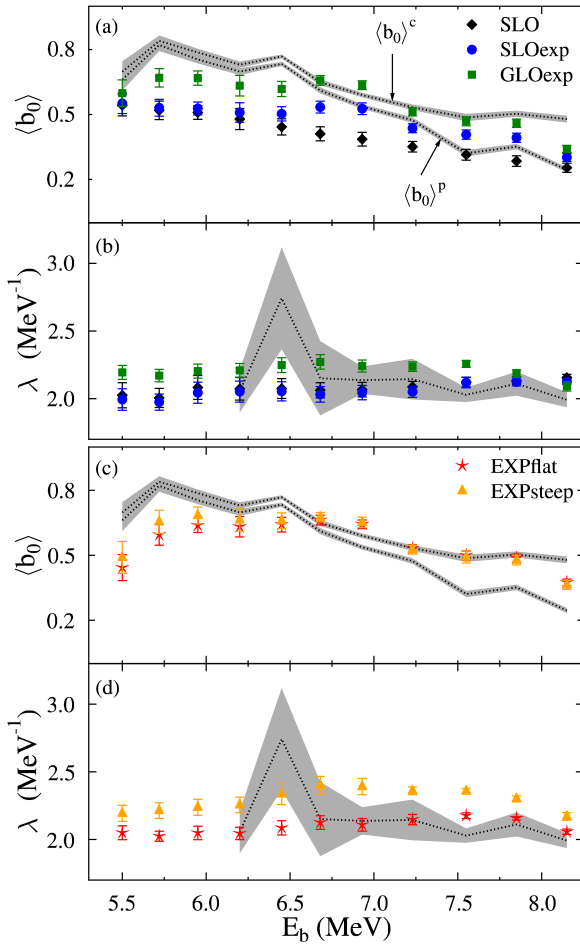 (a)
SLO
SLOexp
GLOexp
⟨b₀⟩ᶜ
⟨b₀⟩ᵖ
⟨b₀⟩
0.8
0.5
0.2
(b)
λ (MeV⁻¹)
3.0
2.5
2.0
(c)
EXPflat
EXPsteep
⟨b₀⟩
0.8
0.5
0.2
(d)
λ (MeV⁻¹)
3.0
2.5
2.0
5.5 6.0 6.5 7.0 7.5 8.0
E_b (MeV)